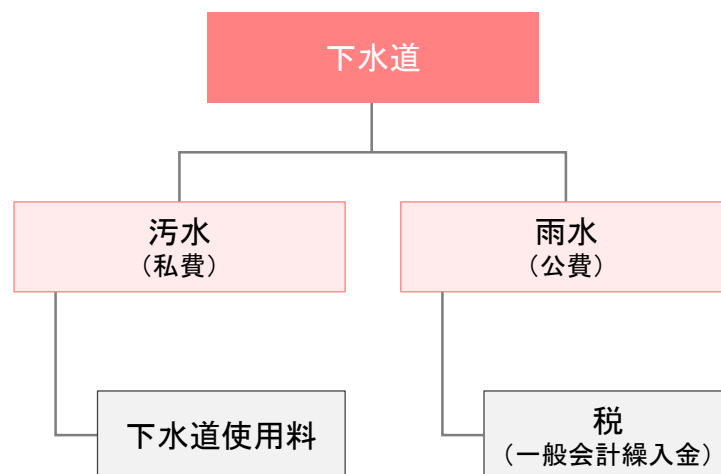 下水道
汚水
（私費）
雨水
（公費）
下水道使用料
税
（一般会計繰入金）